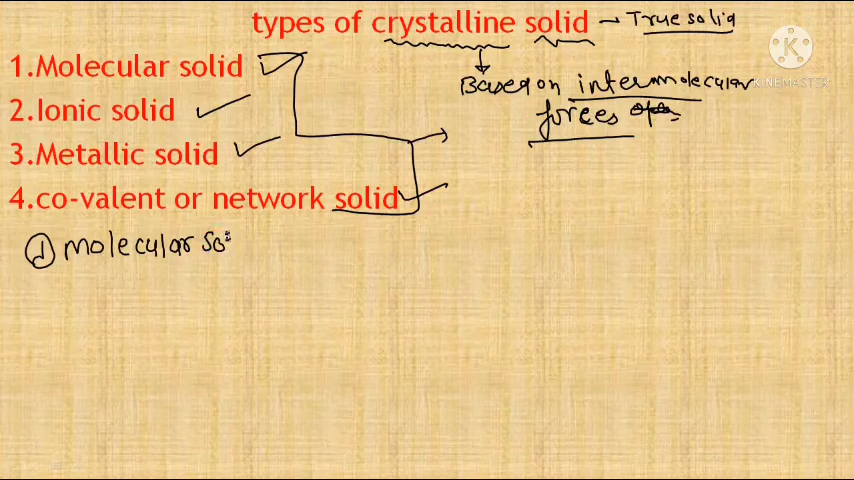 types of crystalline solid - True solid
1.Molecular solid
Based on intermolecular
2.Ionic solid
forces
3.Metallic solid
4.co-valent or network solid
1 molecular So
KINEMASTER